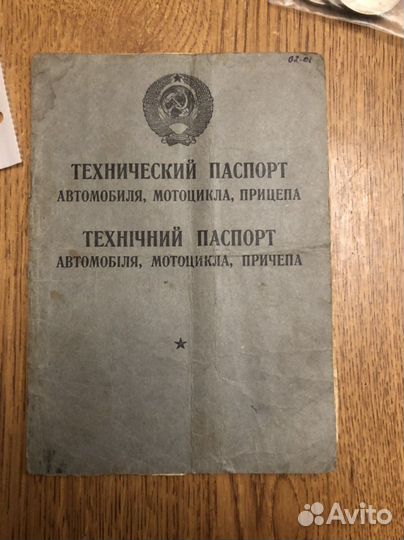 02-01
ТЕХНИЧЕСКИЙ ПАСПОРТ
АВТОМОБИЛЯ, МОТОЦИКЛА, ПРИЦЕПА
ТЕХНІЧНИЙ ПАСПОРТ
АВТОМОБІЛЯ, МОТОЦИКЛА, ПРИЧЕПА
Avito